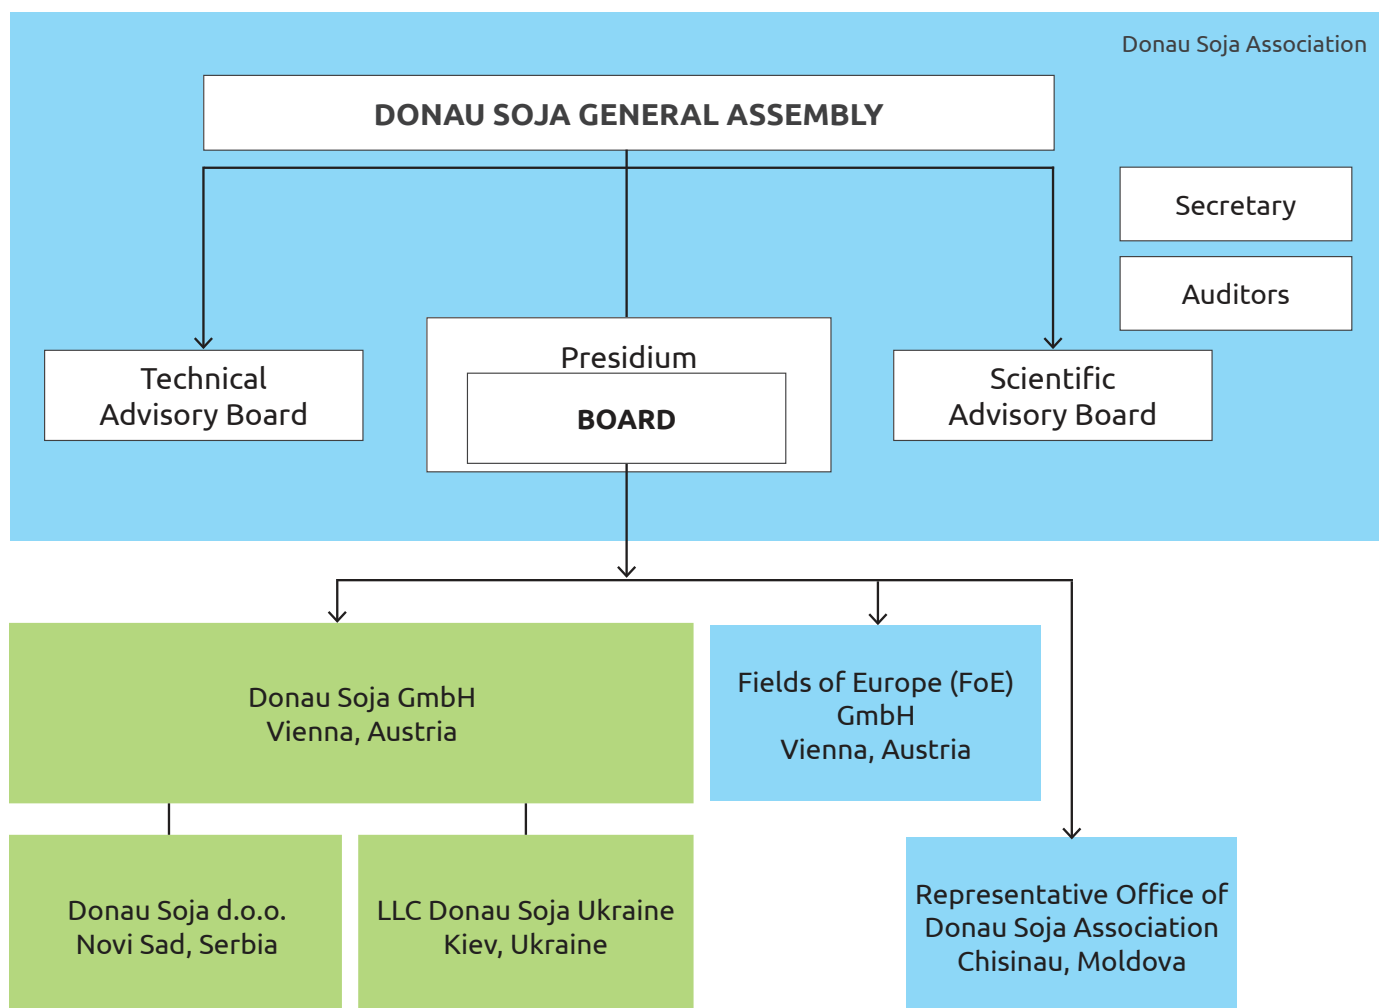 Donau Soja Association
DONAU SOJA GENERAL ASSEMBLY
Secretary
Auditors
Technical
Advisory Board
Presidium
BOARD
Scientific
Advisory Board
Donau Soja GmbH
Vienna, Austria
Fields of Europe (FoE)
GmbH
Vienna, Austria
Donau Soja d.o.o.
Novi Sad, Serbia
LLC Donau Soja Ukraine
Kiev, Ukraine
Representative Office of
Donau Soja Association
Chisinau, Moldova